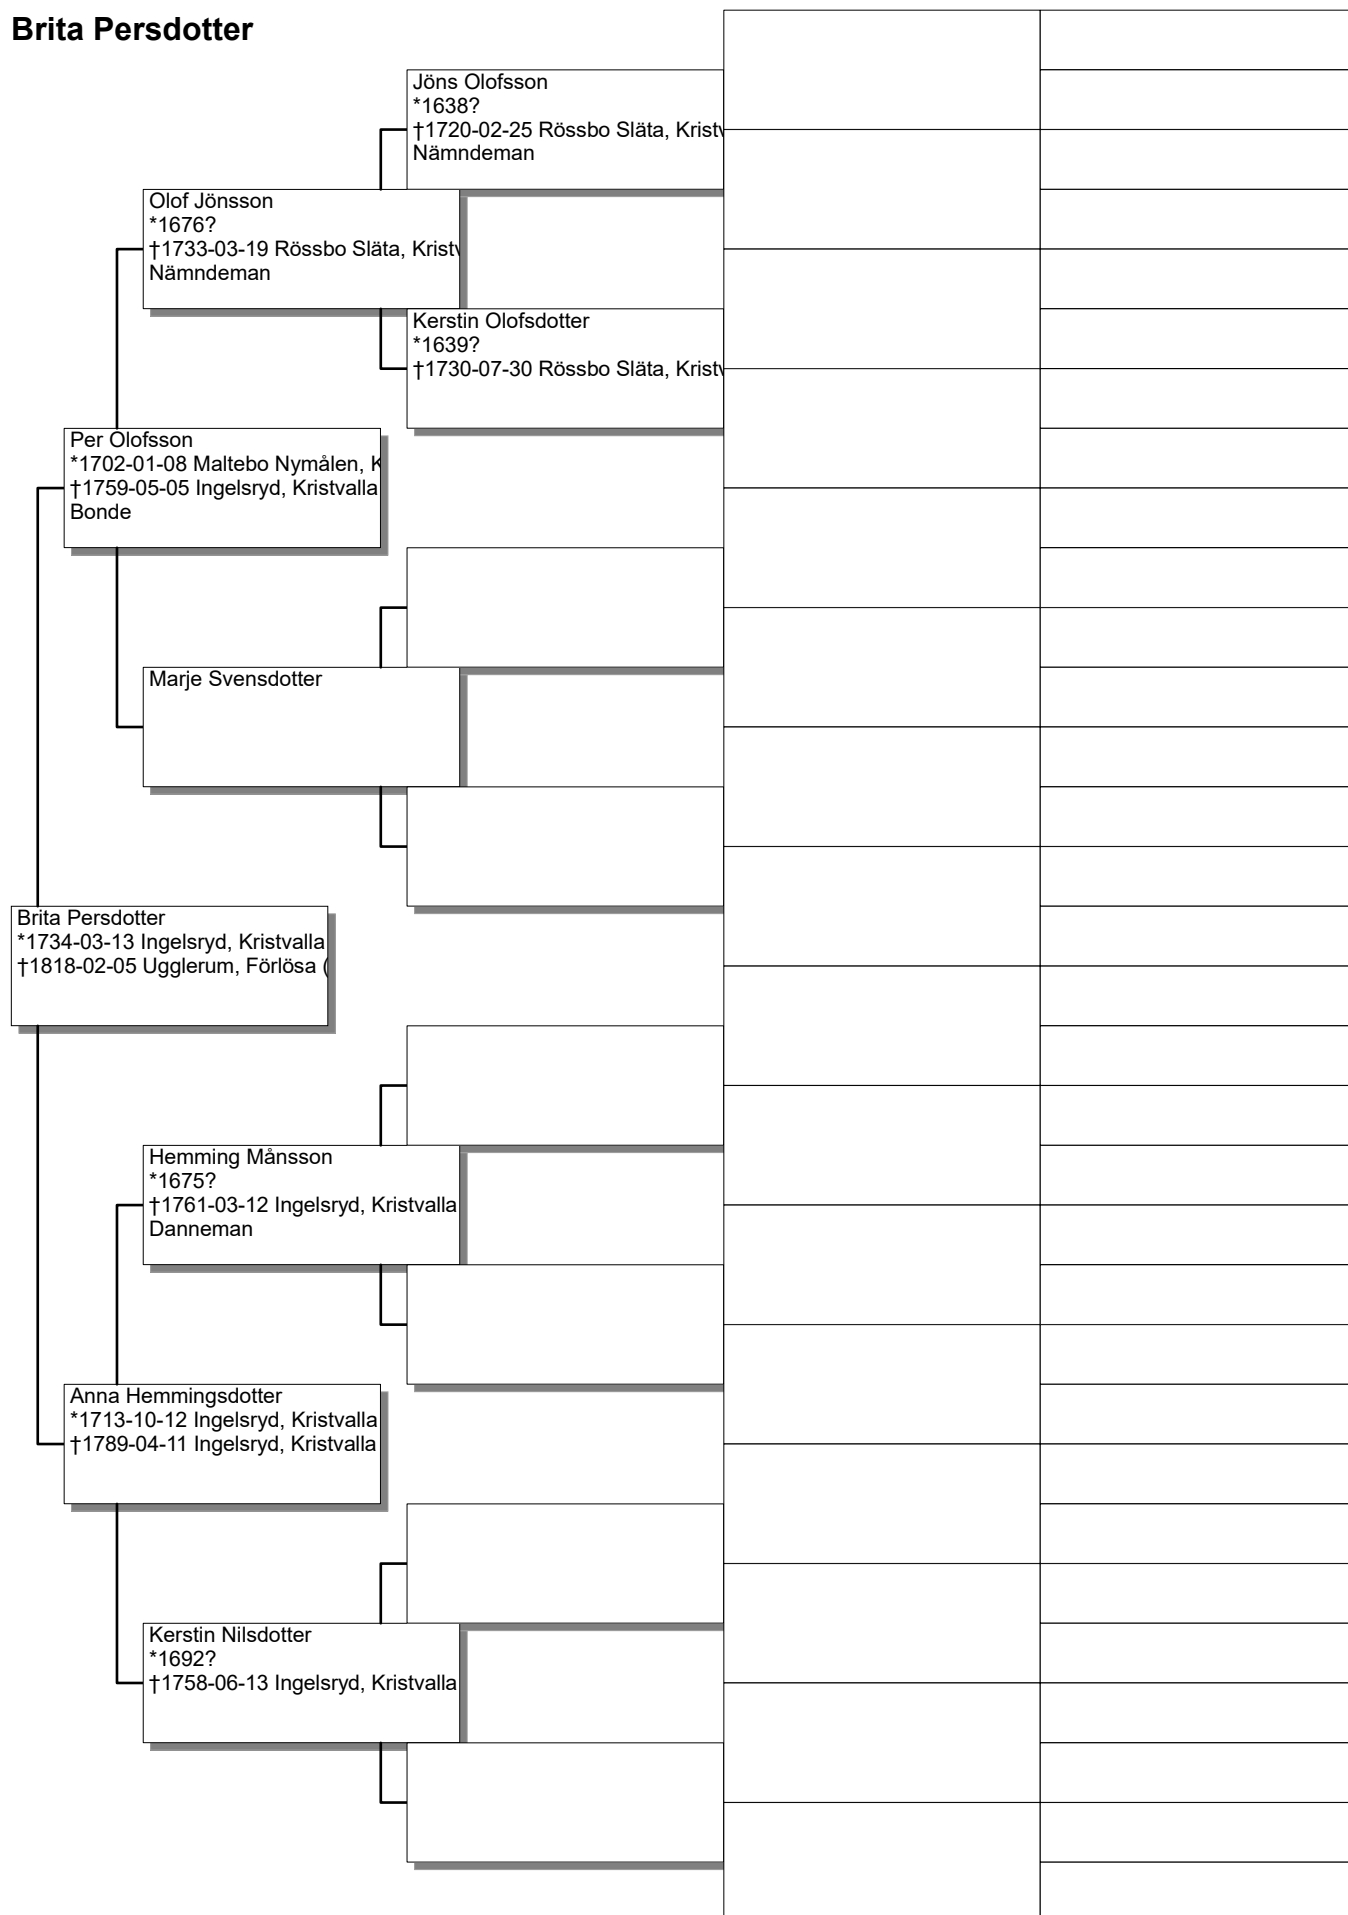 Brita Persdotter
Jöns Olofsson
*1638?
†1720-02-25 Rössbo Släta, Kristv
Nämndeman
Olof Jönsson
*1676?
†1733-03-19 Rössbo Släta, Kristv
Nämndeman
Kerstin Olofsdotter
*1639?
†1730-07-30 Rössbo Släta, Kristv
Per Olofsson
*1702-01-08 Maltebo Nymålen, K
†1759-05-05 Ingelsryd, Kristvalla
Bonde
Marje Svensdotter
Brita Persdotter
*1734-03-13 Ingelsryd, Kristvalla
†1818-02-05 Ugglerum, Förlösa (
Hemming Månsson
*1675?
†1761-03-12 Ingelsryd, Kristvalla
Danneman
Anna Hemmingsdotter
*1713-10-12 Ingelsryd, Kristvalla
†1789-04-11 Ingelsryd, Kristvalla
Kerstin Nilsdotter
*1692?
†1758-06-13 Ingelsryd, Kristvalla